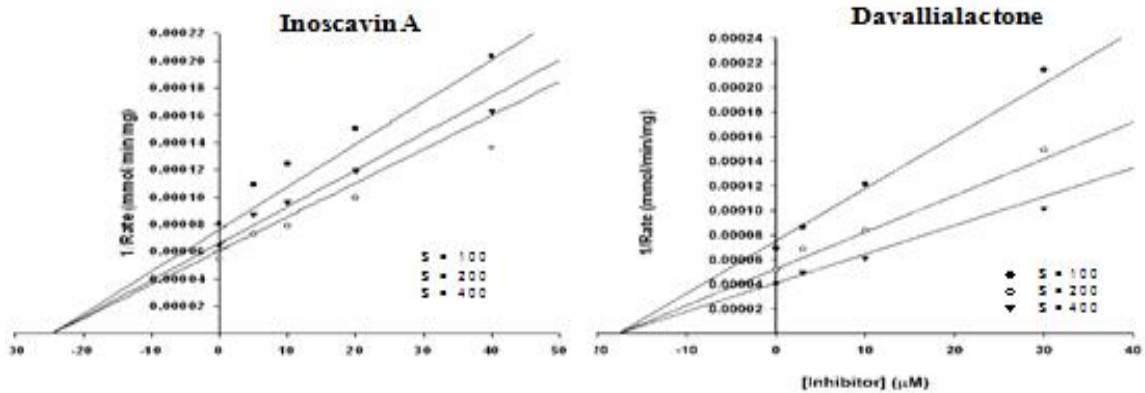 Inoscavin A
1/Rate (mmol/min/mg)
0.00022
0.00020
0.00018
0.00016
0.00014
0.00012
0.00010
0.00008
0.00006
0.00004
0.00002
S = 100
S = 200
S = 400
30 -20 -10 0 10 20 30 40 50
Davallialactone
1/Rate (mmol/min/mg)
0.00024
0.00022
0.00020
0.00018
0.00016
0.00014
0.00012
0.00010
0.00008
0.00006
0.00004
0.00002
S = 100
S = 200
S = 400
20 -10 0 10 20 30 40
[Inhibitor] (μM)